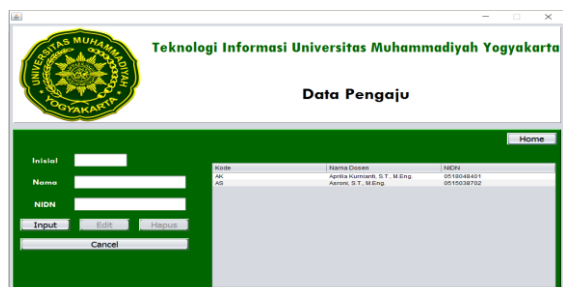 UNIVERSITAS MUHAMMADIYAH
YOGYAKARTA
Teknologi Informasi Universitas Muhammadiyah Yogyakarta
Data Pengaju
Home
Inisial
Nama
NIDN
Input Edit Hapus
Cancel
Kode Nama Dosen NIDN
AK Aprilia Kurnianti, S.T., M.Eng. 0518048401
AS Asroni, S.T., M.Eng. 0515038702